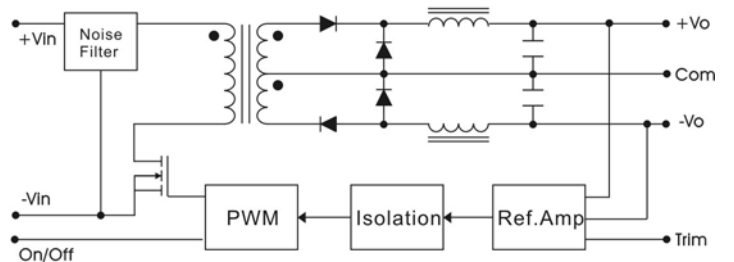 +Vin
Noise
Filter
+Vo
Com
-Vo
-Vin
PWM
Isolation
Ref.Amp
On/Off
Trim